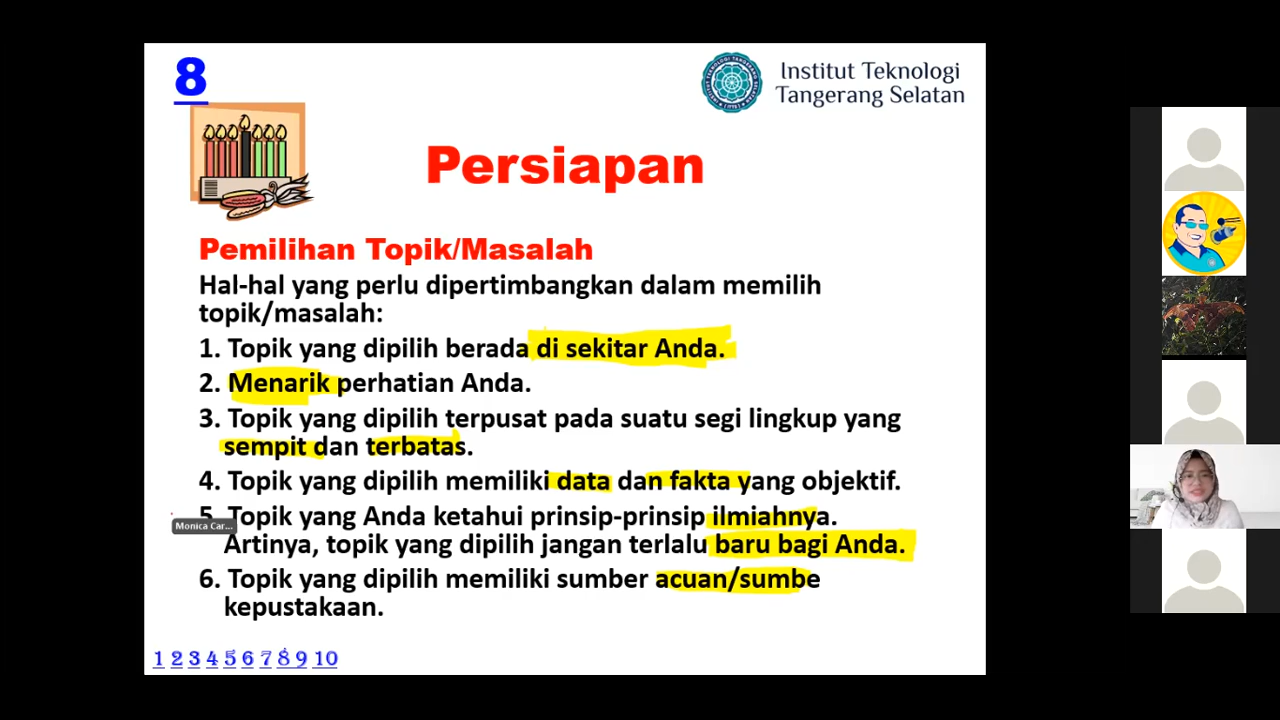 8
Institut Teknologi
Tangerang Selatan
Persiapan
Pemilihan Topik/Masalah
Hal-hal yang perlu dipertimbangkan dalam memilih
topik/masalah:
1. Topik yang dipilih berada di sekitar Anda.
2. Menarik perhatian Anda.
3. Topik yang dipilih terpusat pada suatu segi lingkup yang
sempit dan terbatas.
4. Topik yang dipilih memiliki data dan fakta yang objektif.
5. Topik yang Anda ketahui prinsip-prinsip ilmiahnya.
Monica Car...
Artinya, topik yang dipilih jangan terlalu baru bagi Anda.
6. Topik yang dipilih memiliki sumber acuan/sumbe
kepustakaan.
1 2 3 4 5 6 7 8 9 10